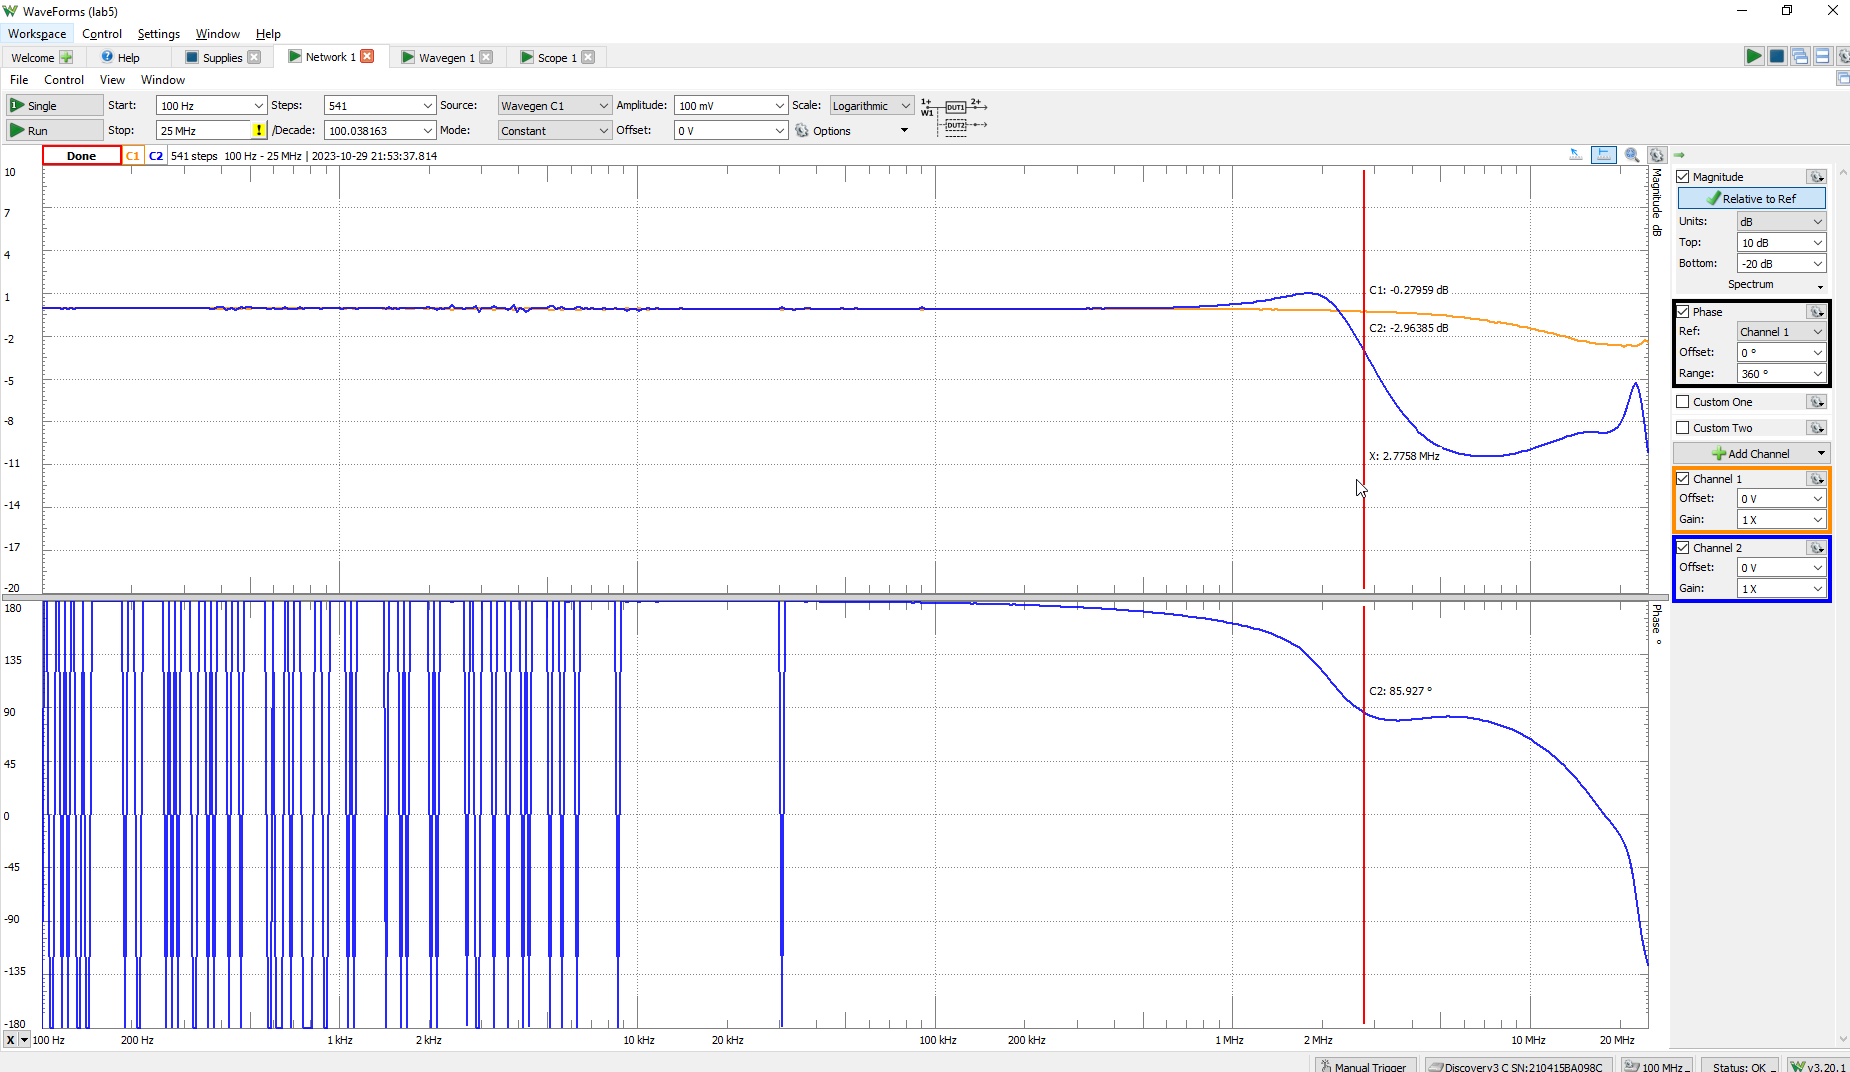 WaveForms (lab5)
Workspace Control Settings Window Help
Welcome Help Supplies Network 1 Wavegen 1 Scope 1
File Control View Window
Single Start: 100 Hz Steps: 541 Source: Wavegen C1 Amplitude: 100 mV Scale: Logarithmic 1+ W1 DUT1 2+ DUT2
Run Stop: 25 MHz ! /Decade: 100.038163 Mode: Constant Offset: 0 V Options
Done C1 C2 541 steps 100 Hz - 25 MHz | 2023-10-29 21:53:37.814
10
7
4
1
-2
-5
-8
-11
-14
-17
-20
Magnitude dB
C1: -0.27959 dB
C2: -2.96385 dB
X: 2.7758 MHz
180
135
90
45
0
-45
-90
-135
-180
Phase °
C2: 85.927 °
X 100 Hz 200 Hz 1 kHz 2 kHz 10 kHz 20 kHz 100 kHz 200 kHz 1 MHz 2 MHz 10 MHz 20 MHz
Magnitude
Relative to Ref
Units: dB
Top: 10 dB
Bottom: -20 dB
Spectrum
Phase
Ref: Channel 1
Offset: 0 °
Range: 360 °
Custom One
Custom Two
Add Channel
Channel 1
Offset: 0 V
Gain: 1 X
Channel 2
Offset: 0 V
Gain: 1 X
Manual Trigger Discovery3 C SN:210415BA098C 100 MHz Status: OK v3.20.1